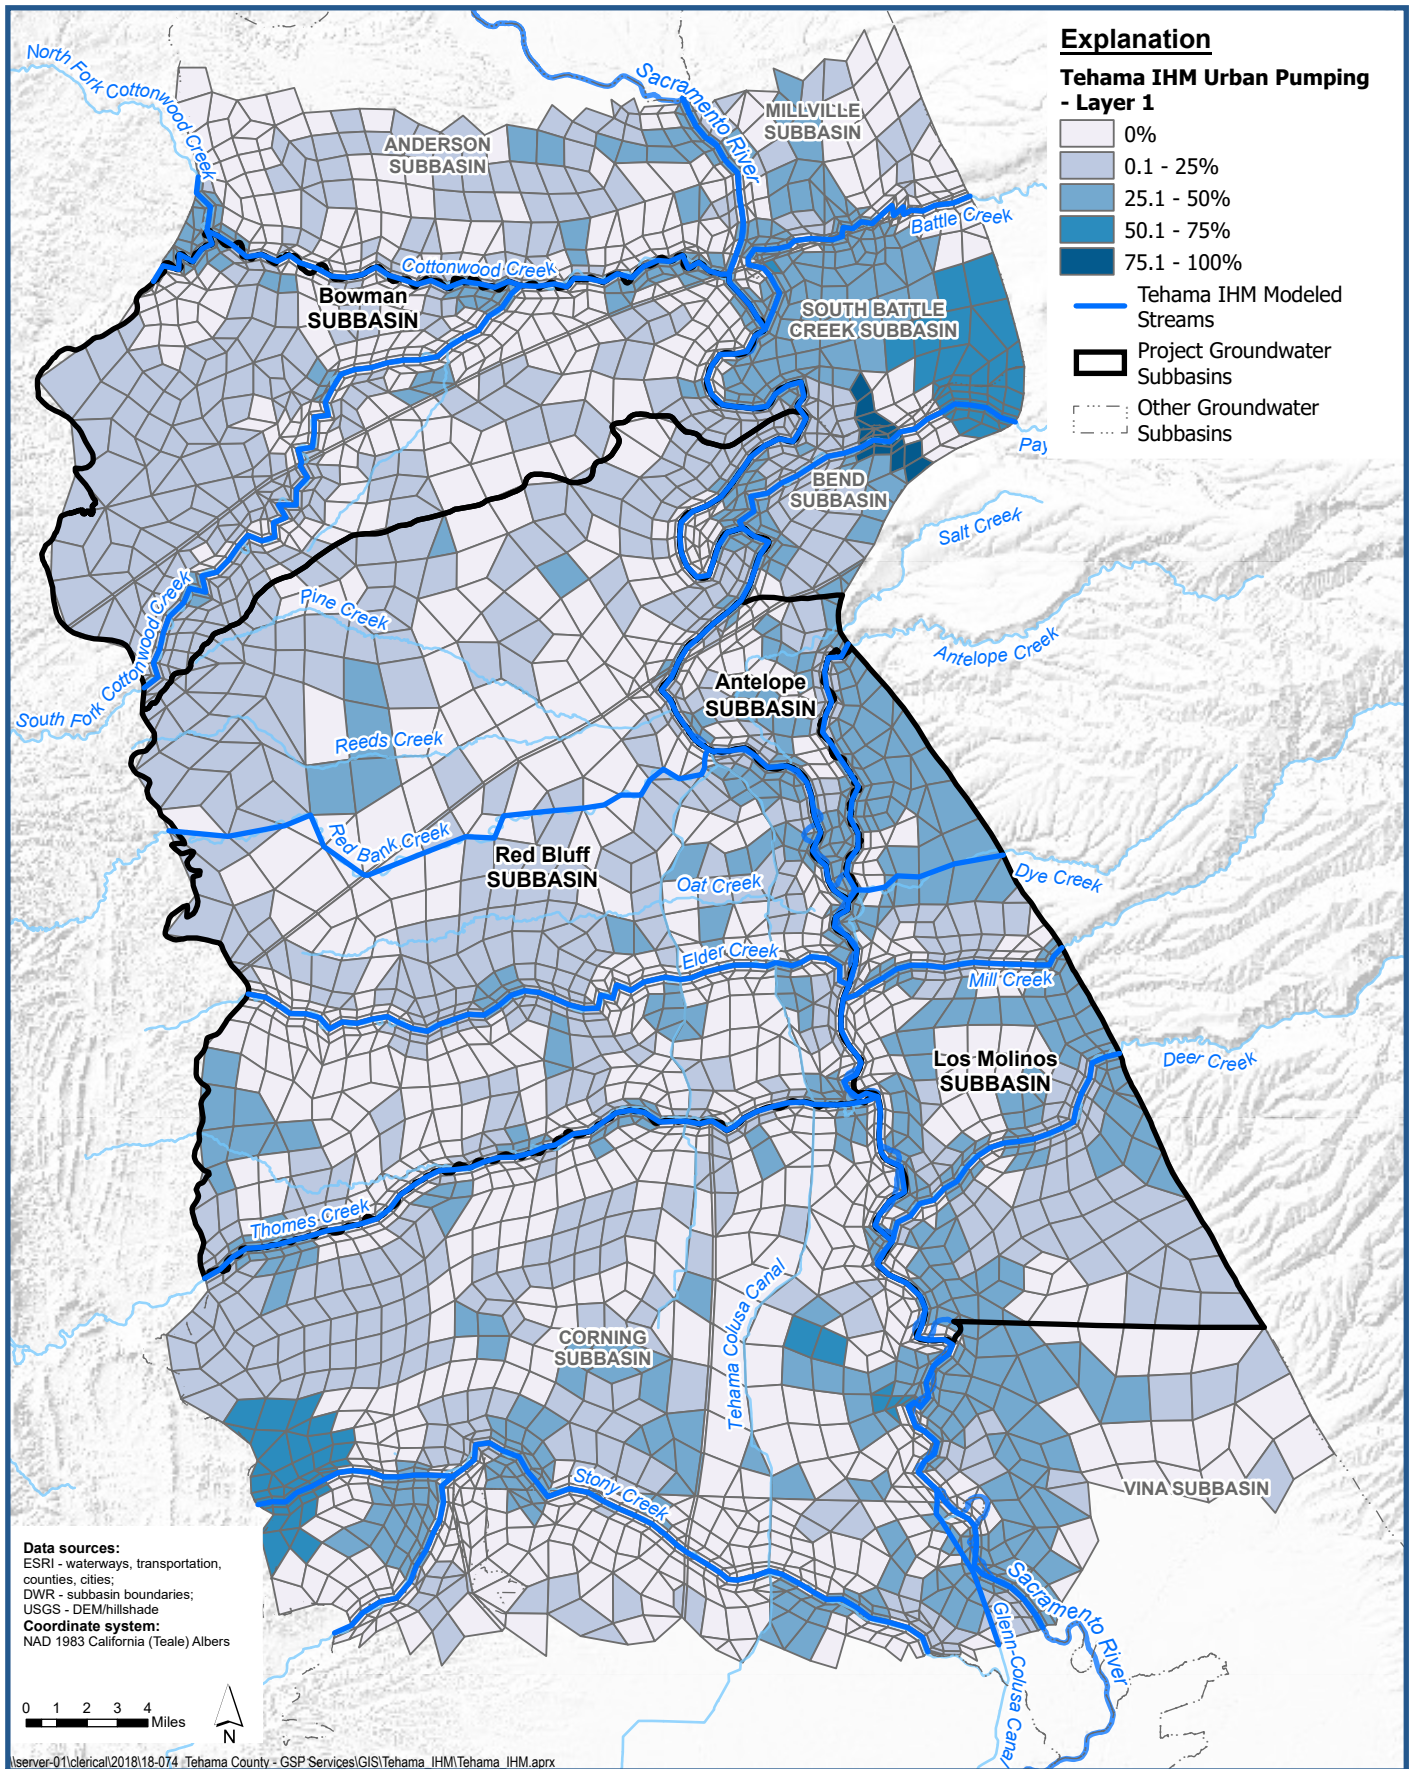 Explanation
Tehama IHM Urban Pumping
- Layer 1
0%
0.1 - 25%
25.1 - 50%
50.1 - 75%
75.1 - 100%
Tehama IHM Modeled
Streams
Project Groundwater
Subbasins
Other Groundwater
Subbasins
North Fork Cottonwood Creek
Sacramento River
MILLVILLE
SUBBASIN
ANDERSON
SUBBASIN
Battle Creek
Cottonwood Creek
Bowman
SUBBASIN
SOUTH BATTLE
CREEK SUBBASIN
Pay
BEND
SUBBASIN
Salt Creek
Pine Creek
South Fork Cottonwood Creek
Antelope Creek
Antelope
SUBBASIN
Reeds Creek
Red Bank Creek
Red Bluff
SUBBASIN
Oat Creek
Dye Creek
Elder Creek
Mill Creek
Los Molinos
SUBBASIN
Deer Creek
Thomes Creek
Tehama Colusa Canal
CORNING
SUBBASIN
Stony Creek
VINA SUBBASIN
Sacramento River
Glenn-Colusa Canal
Data sources:
ESRI - waterways, transportation,
counties, cities;
DWR - subbasin boundaries;
USGS - DEM/hillshade
Coordinate system:
NAD 1983 California (Teale) Albers
0 1 2 3 4
Miles
N
\\server-01\clerical\2018\18-074_Tehama County - GSP Services\GIS\Tehama_IHM\Tehama_IHM.aprx